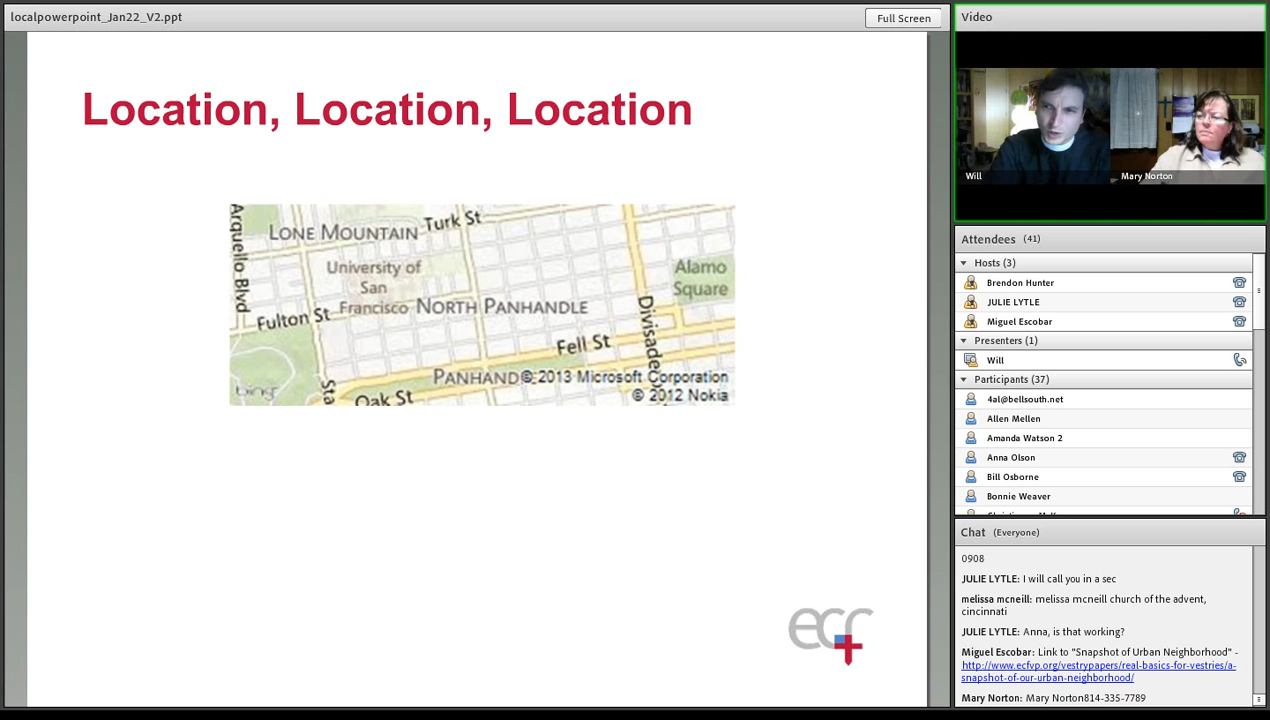 localpowerpoint_Jan22_V2.ppt
Full Screen
Location, Location, Location
Arguello Blvd
LONE MOUNTAIN
Turk St
University of
San
Francisco
NORTH PANHANDLE
Alamo
Square
Fulton St
Divisade
Fell St
PANHAND
© 2013 Microsoft Corporation
bing
Sta
Oak St
© 2012 Nokia
ecf
Video
Will
Mary Norton
Attendees (41)
Hosts (3)
Brendon Hunter
JULIE LYTLE
Miguel Escobar
Presenters (1)
Will
Participants (37)
4al@bellsouth.net
Allen Mellen
Amanda Watson 2
Anna Olson
Bill Osborne
Bonnie Weaver
Chat (Everyone)
0908
JULIE LYTLE: I will call you in a sec
melissa mcneill: melissa mcneill church of the advent,
cincinnati
JULIE LYTLE: Anna, is that working?
Miguel Escobar: Link to "Snapshot of Urban Neighborhood" -
http://www.ecfvp.org/vestrypapers/real-basics-for-vestries/a-
snapshot-of-our-urban-neighborhood/
Mary Norton: Mary Norton814-335-7789